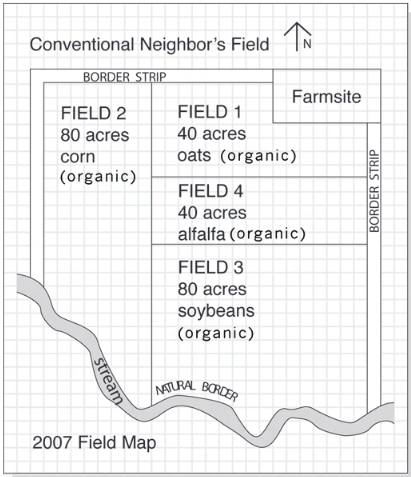 Conventional Neighbor's Field
N
BORDER STRIP
Farmsite
FIELD 2
80 acres
corn
(organic)
FIELD 1
40 acres
oats (organic)
BORDER STRIP
FIELD 4
40 acres
alfalfa (organic)
FIELD 3
80 acres
soybeans
(organic)
stream
NATURAL BORDER
2007 Field Map